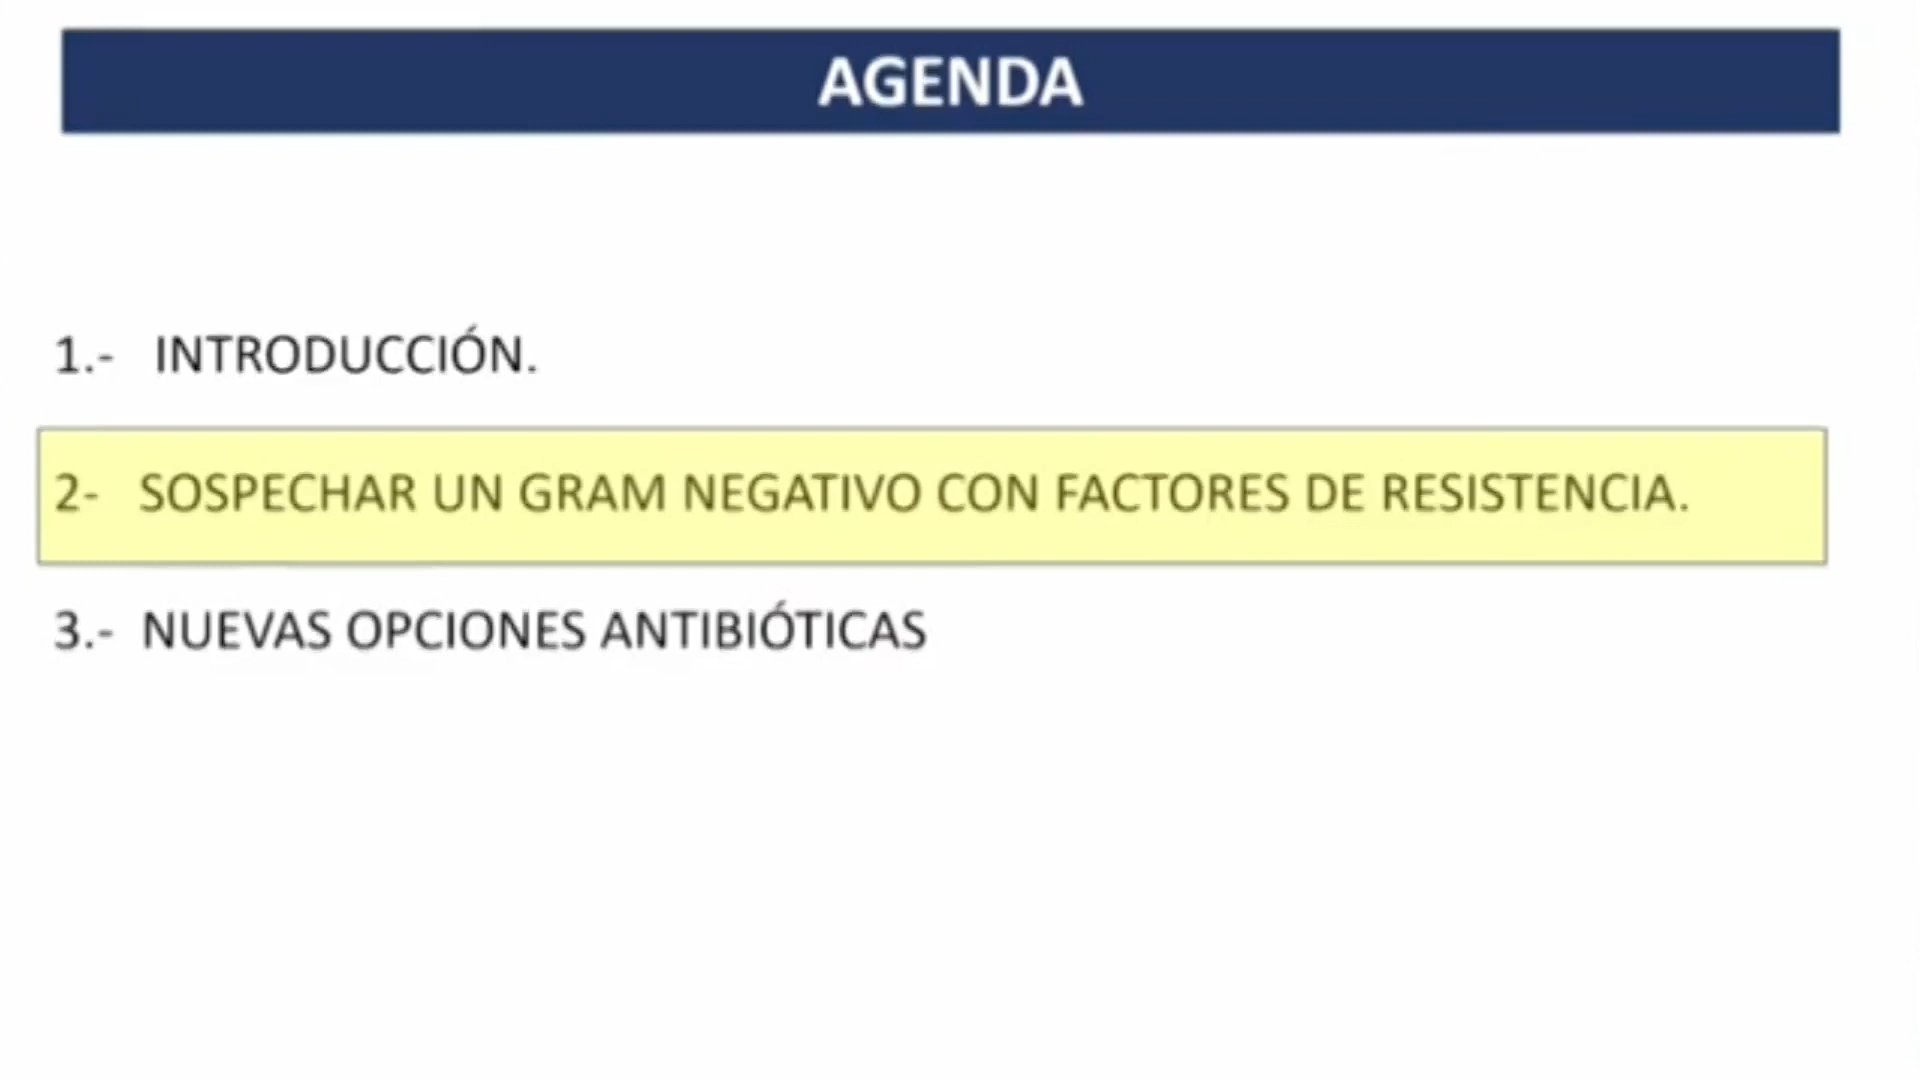 AGENDA
1.- INTRODUCCIÓN.
2- SOSPECHAR UN GRAM NEGATIVO CON FACTORES DE RESISTENCIA.
3.- NUEVAS OPCIONES ANTIBIÓTICAS